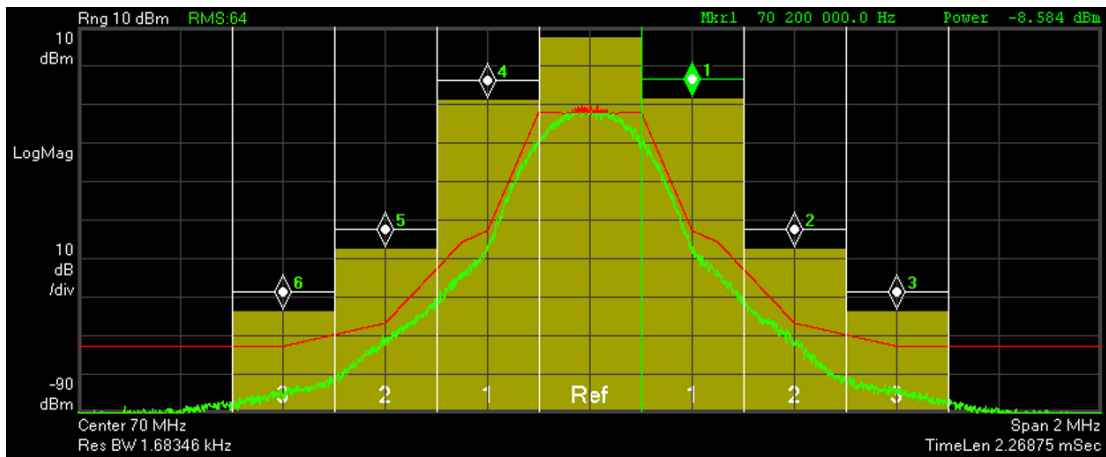 Rng 10 dBm RMS:64 Mkr1 70 200 000.0 Hz Power -8.584 dBm
10
dBm
4
1
LogMag
5
2
10
dB
/div
6
3
-90
dBm
3 2 1 Ref 1 2 3
Center 70 MHz Span 2 MHz
Res BW 1.68346 kHz TimeLen 2.26875 mSec